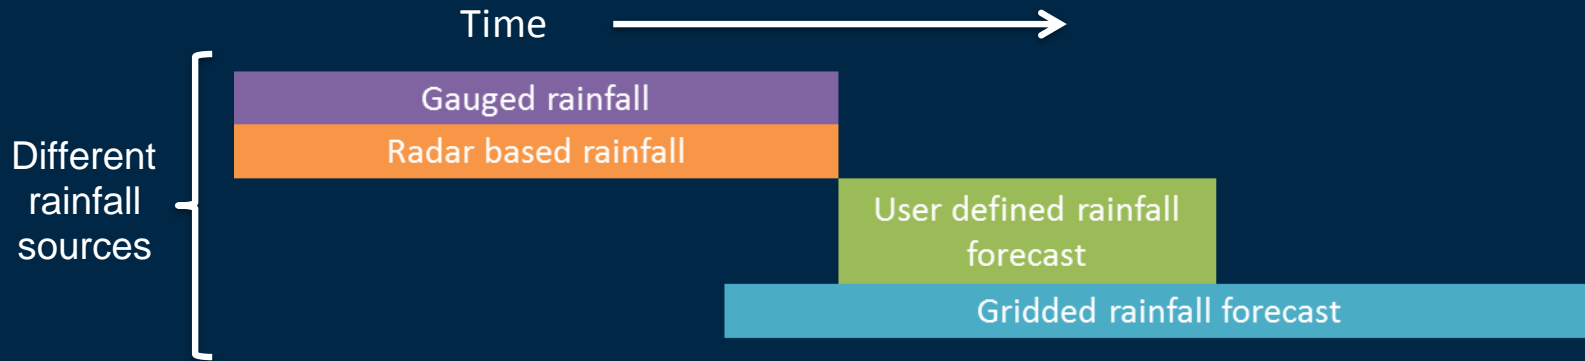 Time
Gauged rainfall
Radar based rainfall
Different
rainfall
sources
User defined rainfall
forecast
Gridded rainfall forecast